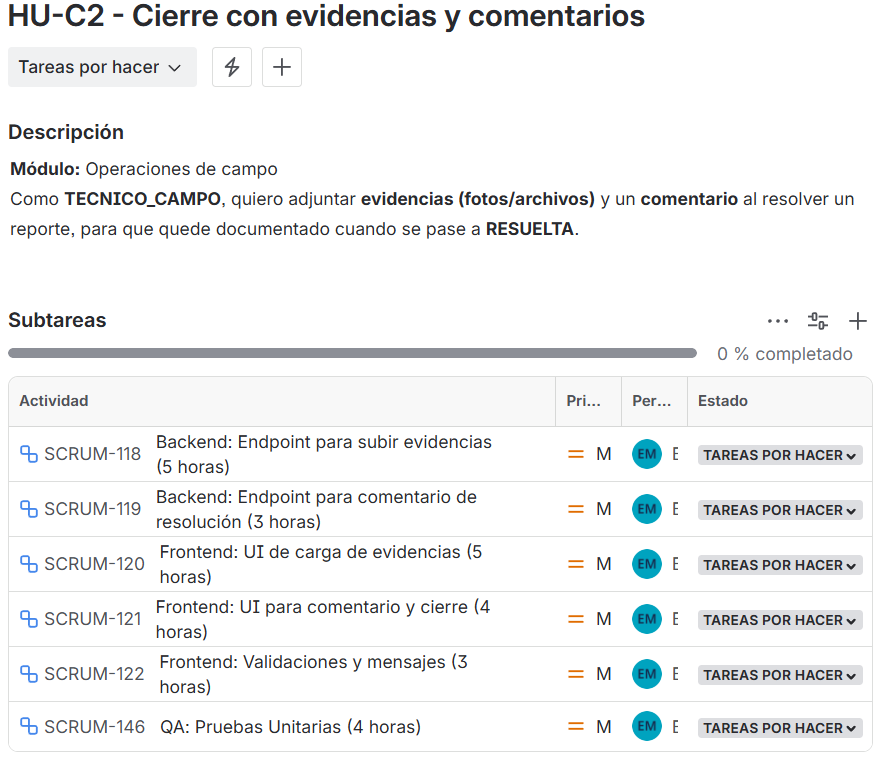 HU-C2 - Cierre con evidencias y comentarios
Tareas por hacer
Descripción
Módulo: Operaciones de campo
Como TECNICO_CAMPO, quiero adjuntar evidencias (fotos/archivos) y un comentario al resolver un
reporte, para que quede documentado cuando se pase a RESUELTA.
Subtareas
0 % completado
Actividad Pri... Per... Estado
SCRUM-118 Backend: Endpoint para subir evidencias
(5 horas) M EM E TAREAS POR HACER
SCRUM-119 Backend: Endpoint para comentario de
resolución (3 horas) M EM E TAREAS POR HACER
SCRUM-120 Frontend: UI de carga de evidencias (5
horas) M EM E TAREAS POR HACER
SCRUM-121 Frontend: UI para comentario y cierre (4
horas) M EM E TAREAS POR HACER
SCRUM-122 Frontend: Validaciones y mensajes (3
horas) M EM E TAREAS POR HACER
SCRUM-146 QA: Pruebas Unitarias (4 horas) M EM E TAREAS POR HACER